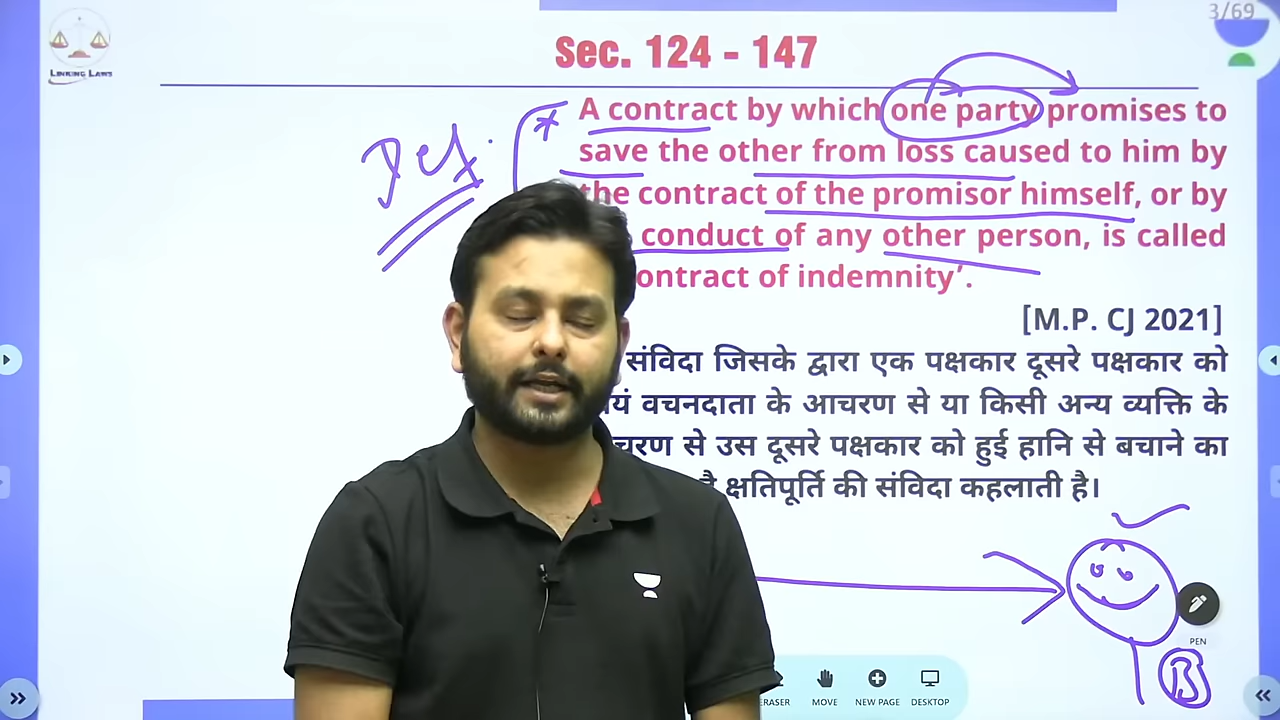 3/69
LINKING LAWS
Sec. 124 - 147
Def.
A contract by which one party promises to
save the other from loss caused to him by
the contract of the promisor himself, or by
conduct of any other person, is called
ontract of indemnity’.
[M.P. CJ 2021]
संविदा जिसके द्वारा एक पक्षकार दूसरे पक्षकार को
वचनदाता के आचरण से या किसी अन्य व्यक्ति के
चरण से उस दूसरे पक्षकार को हुई हानि से बचाने का
है क्षतिपूर्ति की संविदा कहलाती है।
B
PEN
ERASER
MOVE
NEW PAGE
DESKTOP